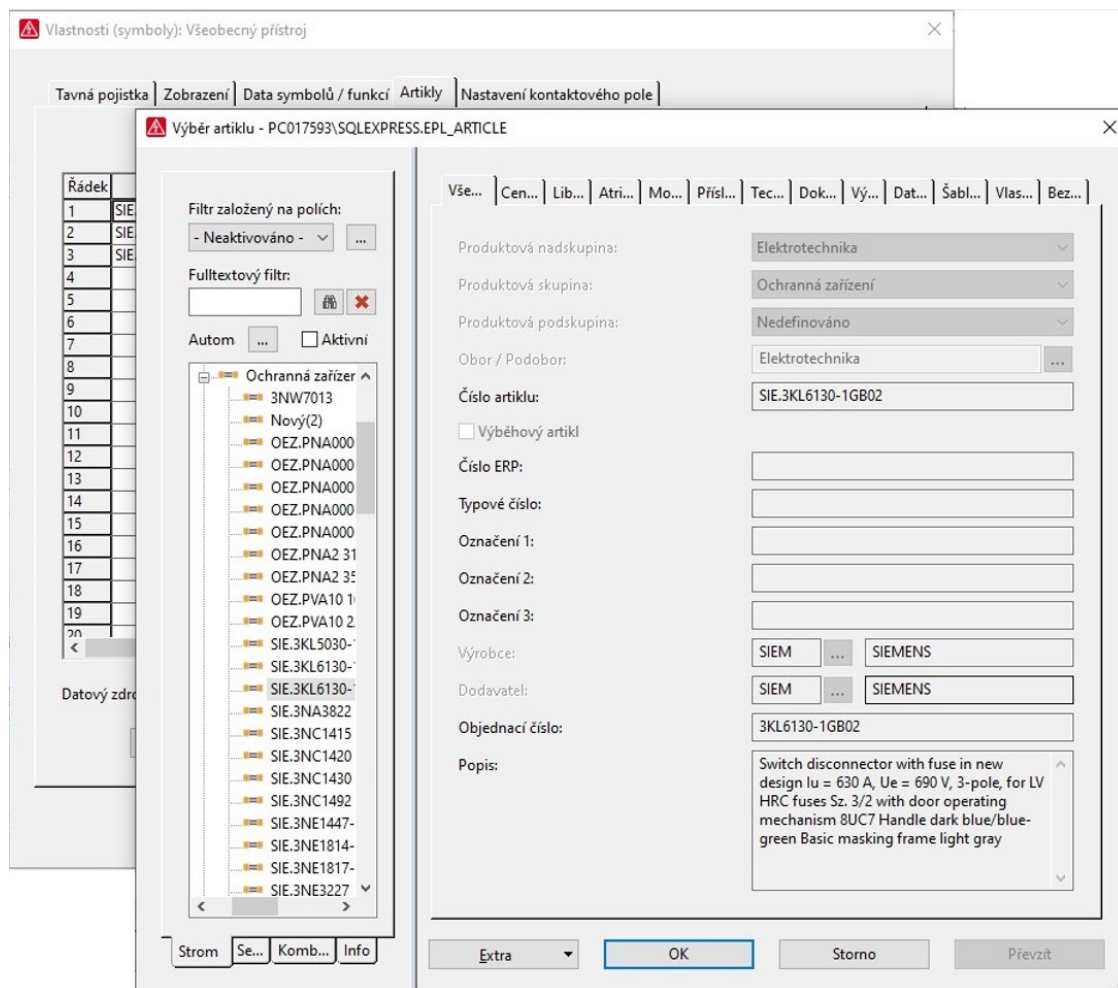 Vlastnosti (symboly): Všeobecný přístroj
Tavná pojistka Zobrazení Data symbolů / funkcí Artikly Nastavení kontaktového pole
Výběr artiklu - PC017593\SQLEXPRESS.EPL_ARTICLE
Řádek
1 SIE.
2 SIE
3 SIE.
4
5
6
7
8
9
10
11
12
13
14
15
16
17
18
19
20
Datový zdro
Filtr založený na polích:
- Neaktivováno - ...
Fulltextový filtr:
Autom ... Aktivní
Ochranná zařízer
3NW7013
Nový(2)
OEZ.PNA000
OEZ.PNA000
OEZ.PNA000
OEZ.PNA000
OEZ.PNA000
OEZ.PNA2 31
OEZ.PNA2 35
OEZ.PVA10 1
OEZ.PVA10 2
SIE.3KL5030-
SIE.3KL6130-
SIE.3KL6130-
SIE.3NA3822
SIE.3NC1415
SIE.3NC1420
SIE.3NC1430
SIE.3NC1492
SIE.3NE1447-
SIE.3NE1814-
SIE.3NE1817-
SIE.3NE3227
Strom Se... Komb... Info
Vše... Cen... Lib... Atri... Mo... Přísl... Tec... Dok... Vý... Dat... Šabl... Vlas... Bez...
Produktová nadskupina: Elektrotechnika
Produktová skupina: Ochranná zařízení
Produktová podskupina: Nedefinováno
Obor / Podobor: Elektrotechnika ...
Číslo artiklu: SIE.3KL6130-1GB02
Výběhový artikl
Číslo ERP:
Typové číslo:
Označení 1:
Označení 2:
Označení 3:
Výrobce: SIEM ... SIEMENS
Dodavatel: SIEM ... SIEMENS
Objednací číslo: 3KL6130-1GB02
Popis: Switch disconnector with fuse in new
design Iu = 630 A, Ue = 690 V, 3-pole, for LV
HRC fuses Sz. 3/2 with door operating
mechanism 8UC7 Handle dark blue/blue-
green Basic masking frame light gray
Extra OK Storno Převzít